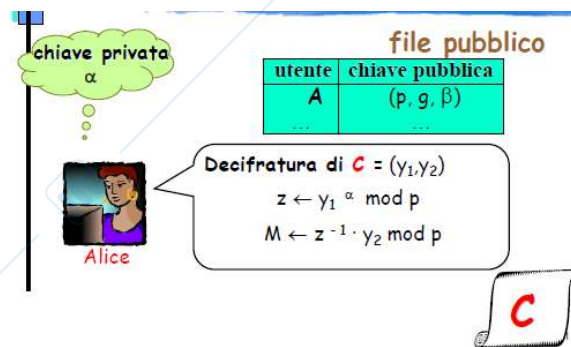 file pubblico
chiave privata
α
utente chiave pubblica
A (p, g, β)
... ...
Decifratura di C = (y₁,y₂)
z ← y₁ ᵅ mod p
M ← z ⁻¹ · y₂ mod p
Alice
C